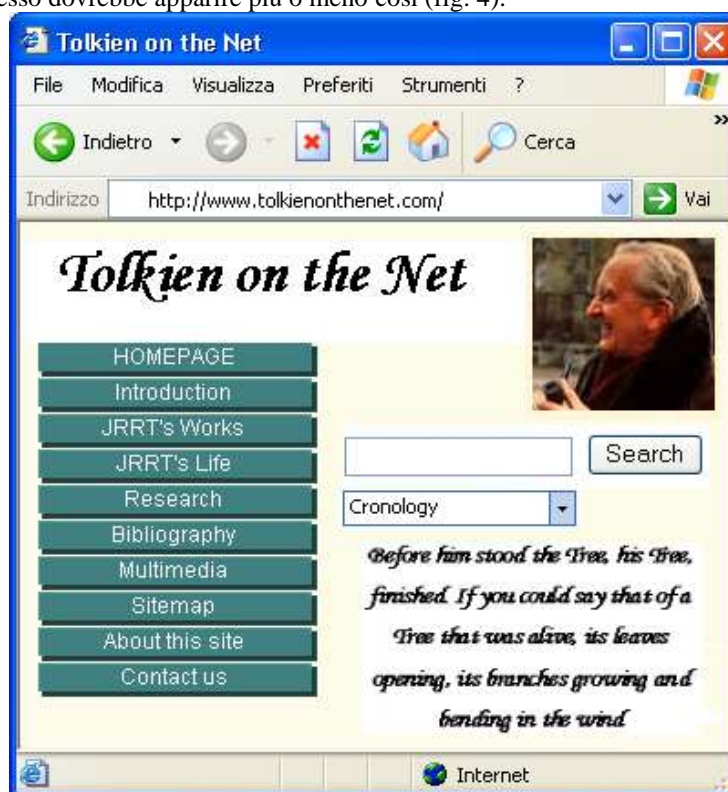 esso dovrebbe apparire più o meno così (fig. 4).
Tolkien on the Net
File Modifica Visualizza Preferiti Strumenti ?
Indietro Cerca »
Indirizzo http://www.tolkienonthenet.com/ Vai
Tolkien on the Net
HOMEPAGE
Introduction
JRRT's Works
JRRT's Life
Research
Bibliography
Multimedia
Sitemap
About this site
Contact us
Search
Cronology
Before him stood the Tree, his Tree,
finished. If you could say that of a
Tree that was alive, its leaves
opening, its branches growing and
bending in the wind
Internet